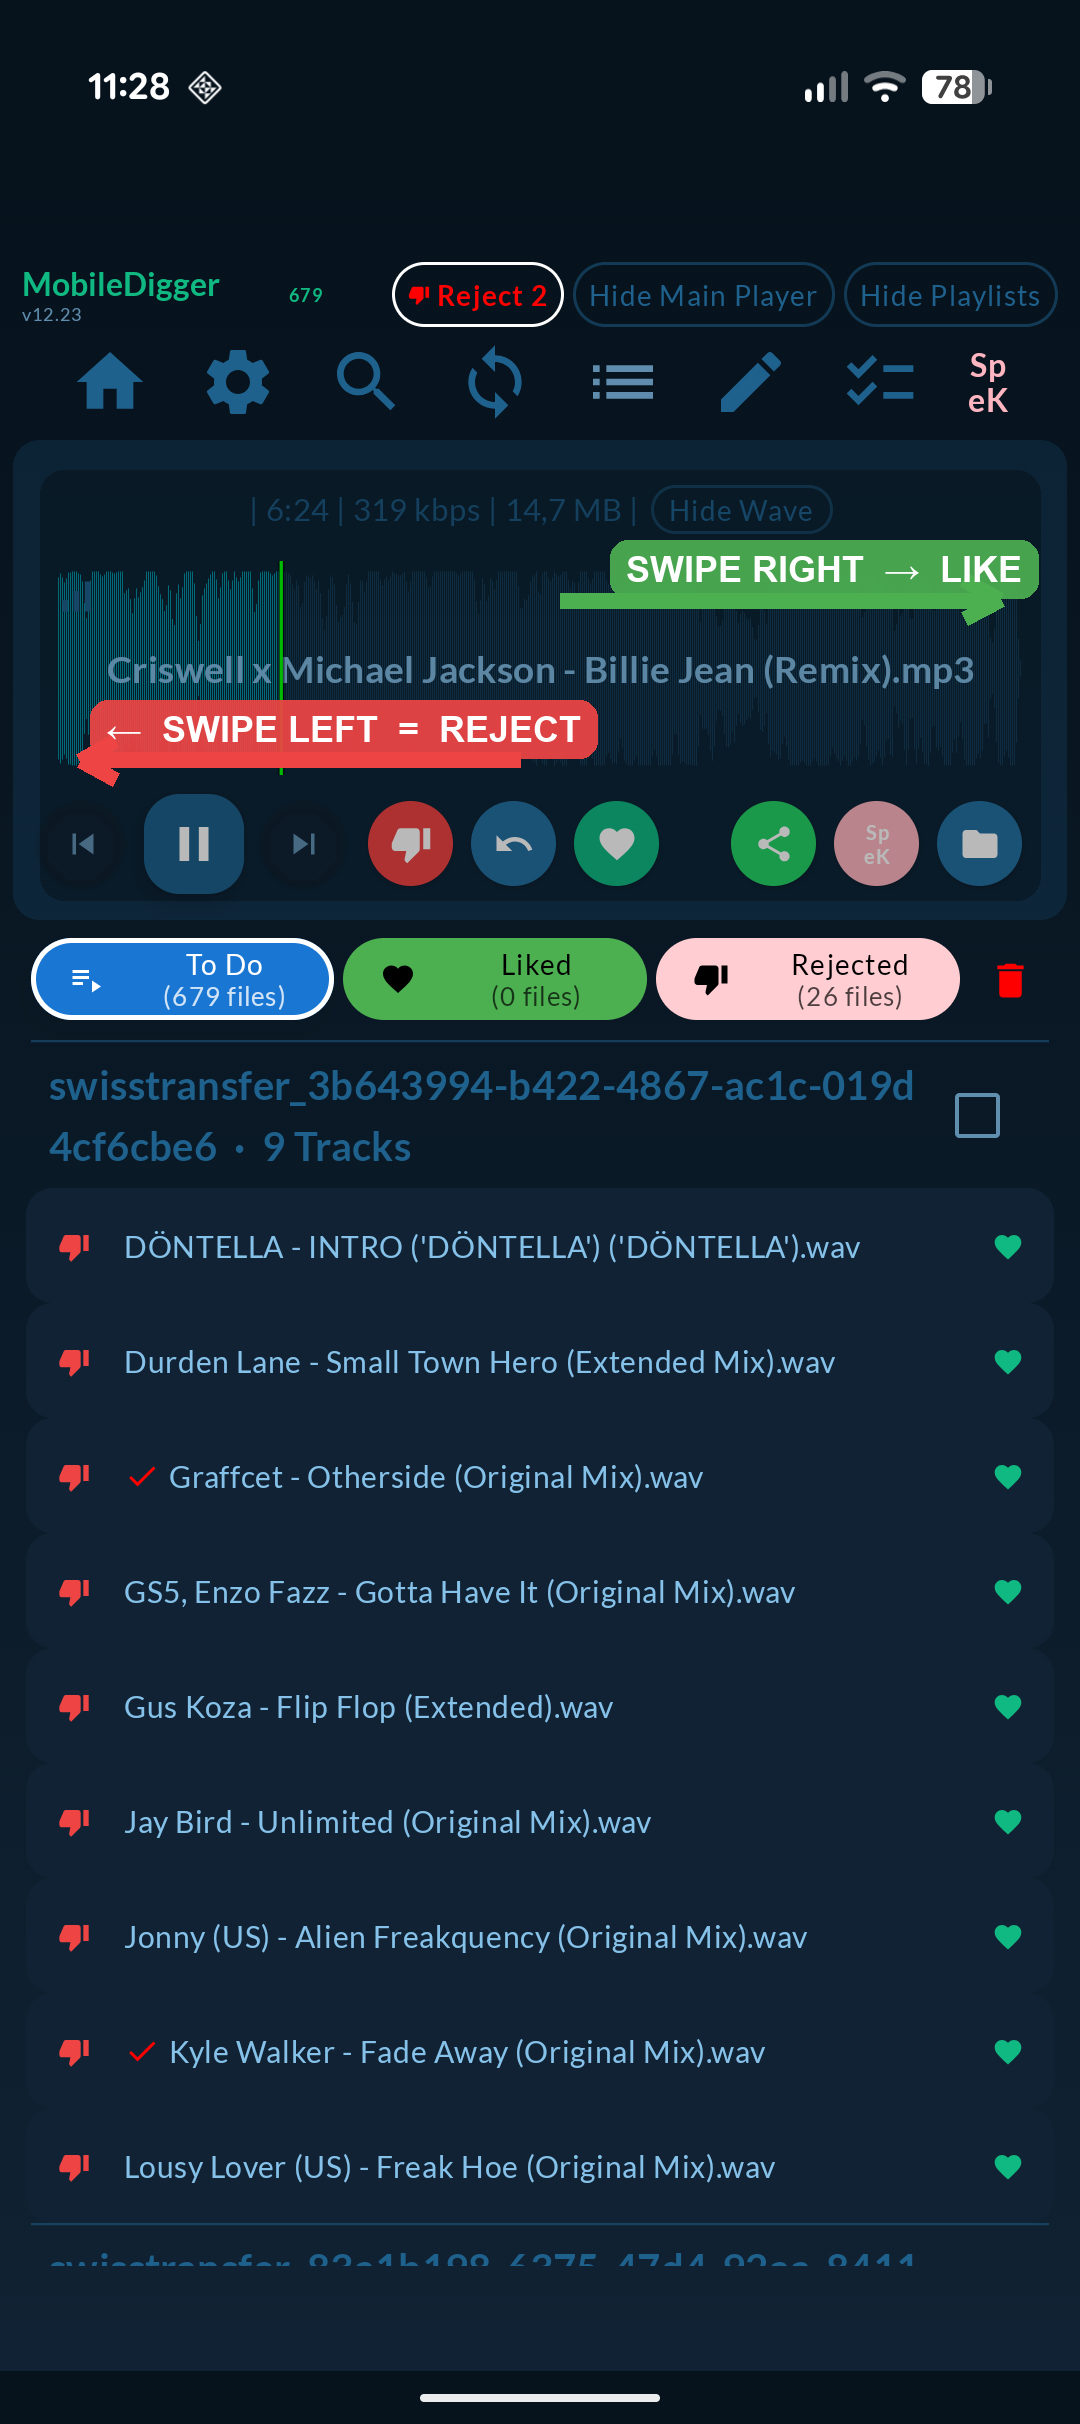 11:28
78
MobileDigger
v12.23
679
Reject 2
Hide Main Player
Hide Playlists
Sp
eK
| 6:24 | 319 kbps | 14,7 MB |
Hide Wave
SWIPE RIGHT → LIKE
Criswell x Michael Jackson - Billie Jean (Remix).mp3
← SWIPE LEFT = REJECT
Sp
eK
To Do
(679 files)
Liked
(0 files)
Rejected
(26 files)
swisstransfer_3b643994-b422-4867-ac1c-019d
4cf6cbe6 · 9 Tracks
DÖNTELLA - INTRO ('DÖNTELLA') ('DÖNTELLA').wav
Durden Lane - Small Town Hero (Extended Mix).wav
Graffcet - Otherside (Original Mix).wav
GS5, Enzo Fazz - Gotta Have It (Original Mix).wav
Gus Koza - Flip Flop (Extended).wav
Jay Bird - Unlimited (Original Mix).wav
Jonny (US) - Alien Freakquency (Original Mix).wav
Kyle Walker - Fade Away (Original Mix).wav
Lousy Lover (US) - Freak Hoe (Original Mix).wav